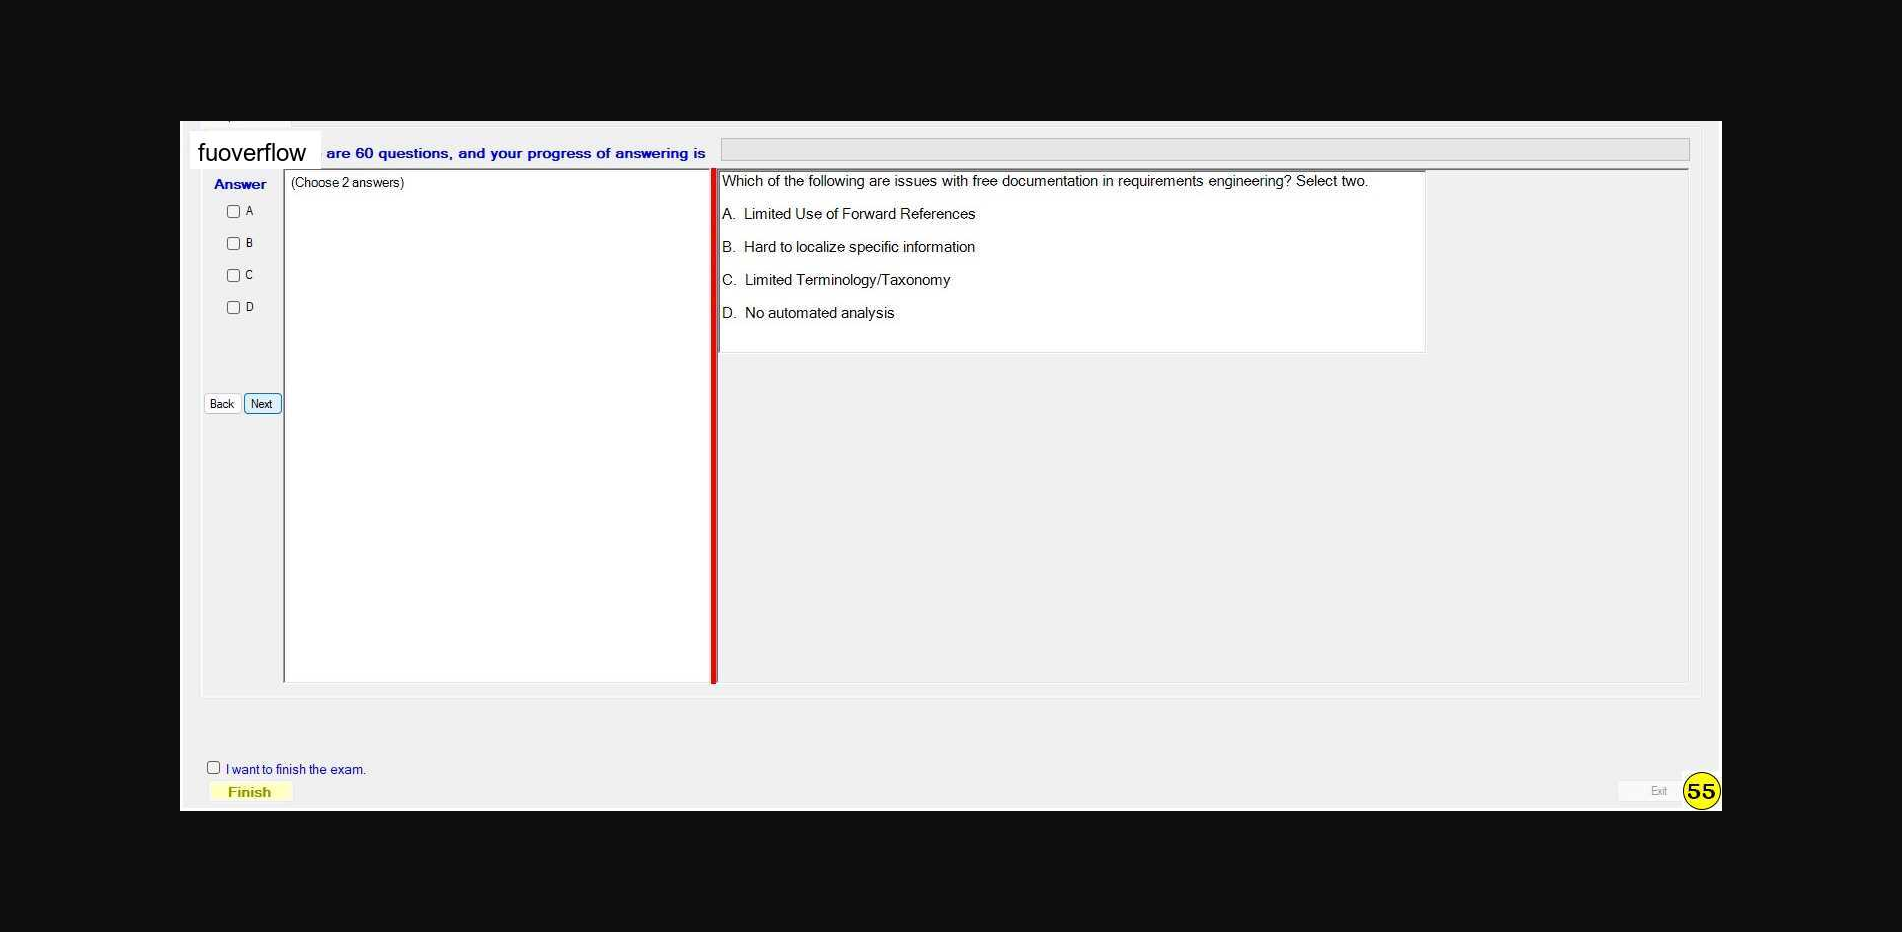 fuoverflow are 60 questions, and your progress of answering is
Answer
(Choose 2 answers)
A
B
C
D
Back Next
Which of the following are issues with free documentation in requirements engineering? Select two.
A. Limited Use of Forward References
B. Hard to localize specific information
C. Limited Terminology/Taxonomy
D. No automated analysis
I want to finish the exam.
Finish
Exit
55